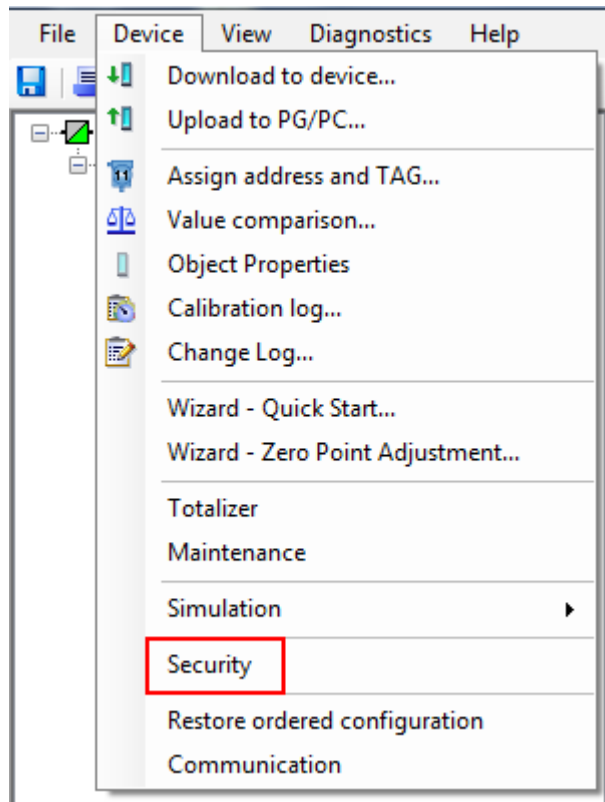 File Device View Diagnostics Help
Download to device...
Upload to PG/PC...
11
Assign address and TAG...
Value comparison...
Object Properties
Calibration log...
Change Log...
Wizard - Quick Start...
Wizard - Zero Point Adjustment...
Totalizer
Maintenance
Simulation
Security
Restore ordered configuration
Communication